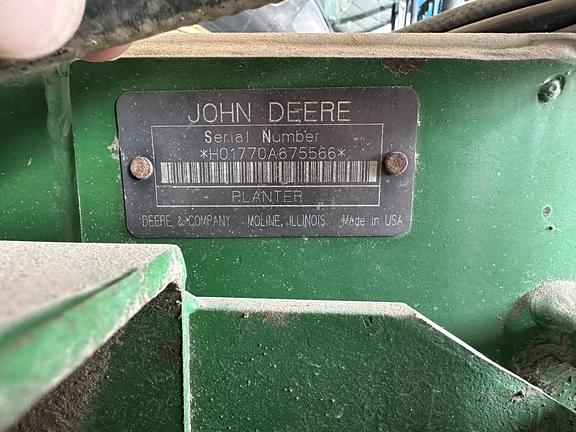 JOHN DEERE
Serial Number
*H01770A675566*
PLANTER
DEERE & COMPANY MOLINE, ILLINOIS Made in USA